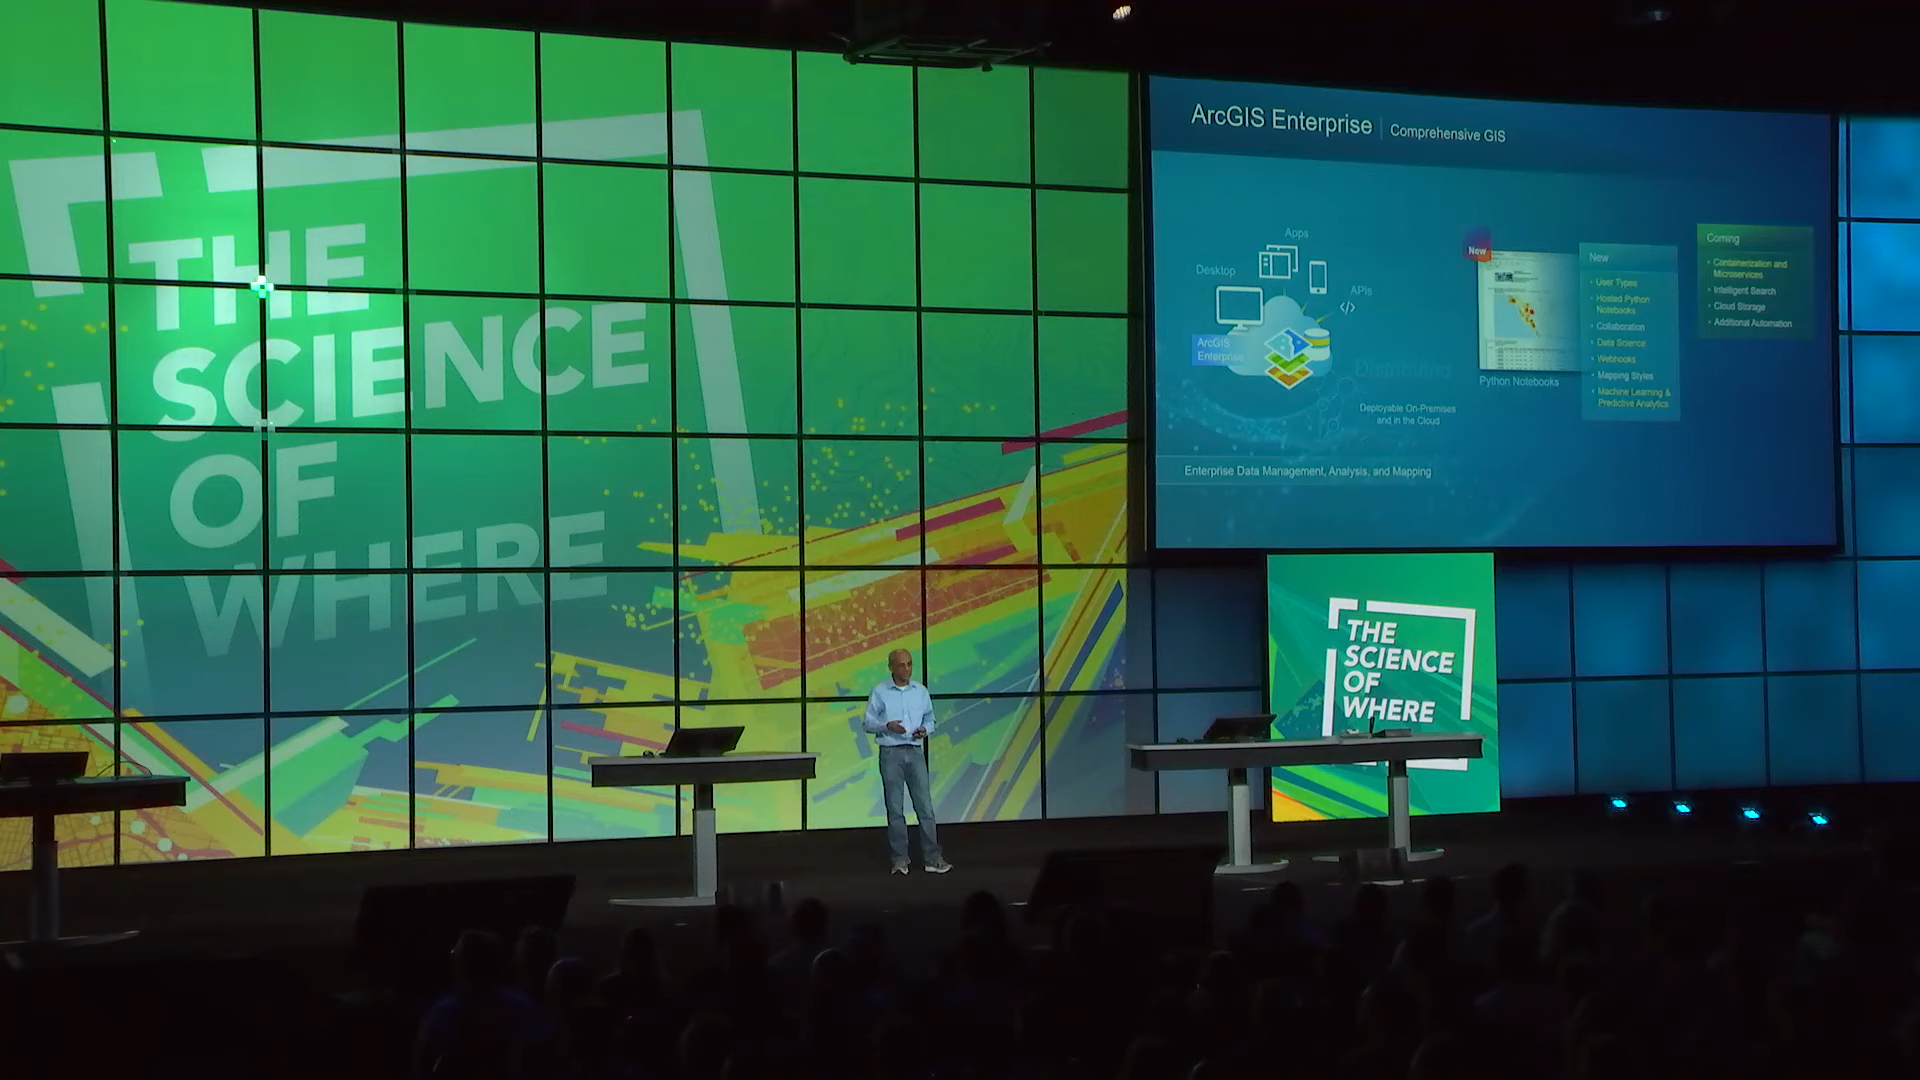 THE
SCIENCE
OF
WHERE
ArcGIS Enterprise | Comprehensive GIS
Apps
Desktop
APIs
ArcGIS
Enterprise
Distributed
Deployable On-Premises
and in the Cloud
Enterprise Data Management, Analysis, and Mapping
New
Python Notebooks
New
• User Types
• Hosted Python
Notebooks
• Collaboration
• Data Science
• Webhooks
• Mapping Styles
• Machine Learning &
Predictive Analytics
Coming
• Containerization and
Microservices
• Intelligent Search
• Cloud Storage
• Additional Automation
THE
SCIENCE
OF
WHERE